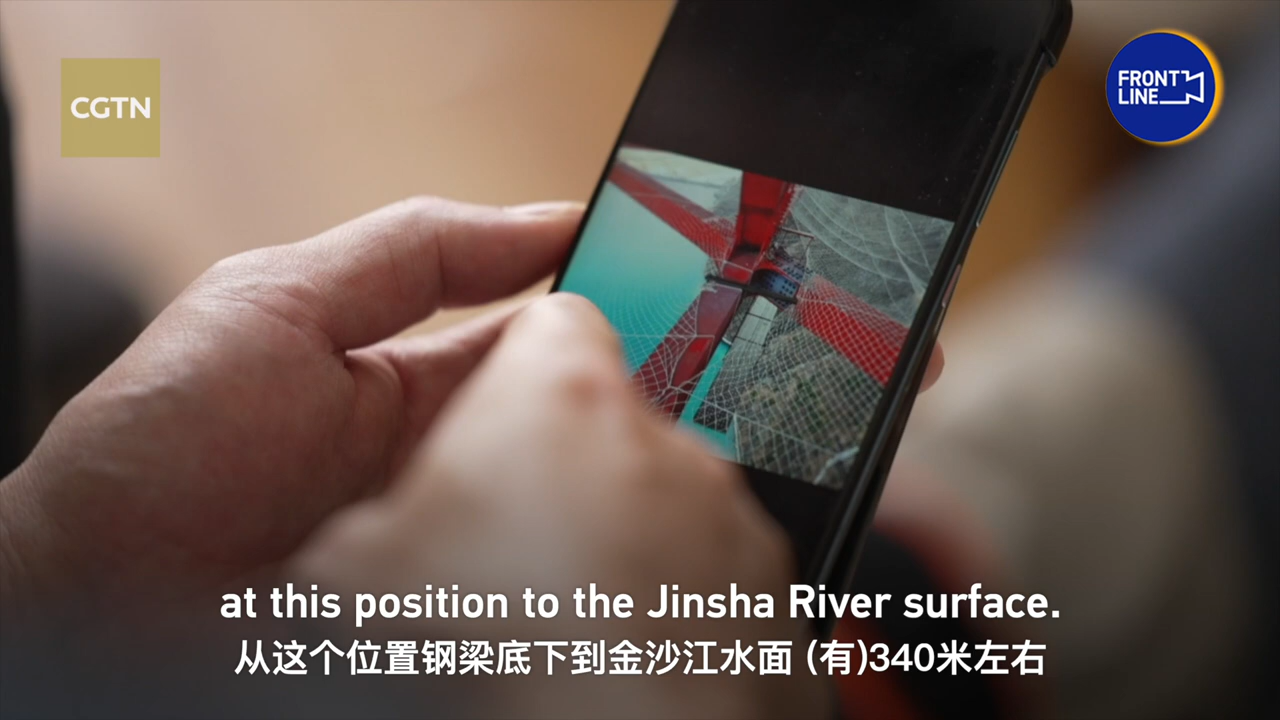 CGTN
FRONT
LINE
at this position to the Jinsha River surface.
从这个位置钢梁底下到金沙江水面 (有)340米左右